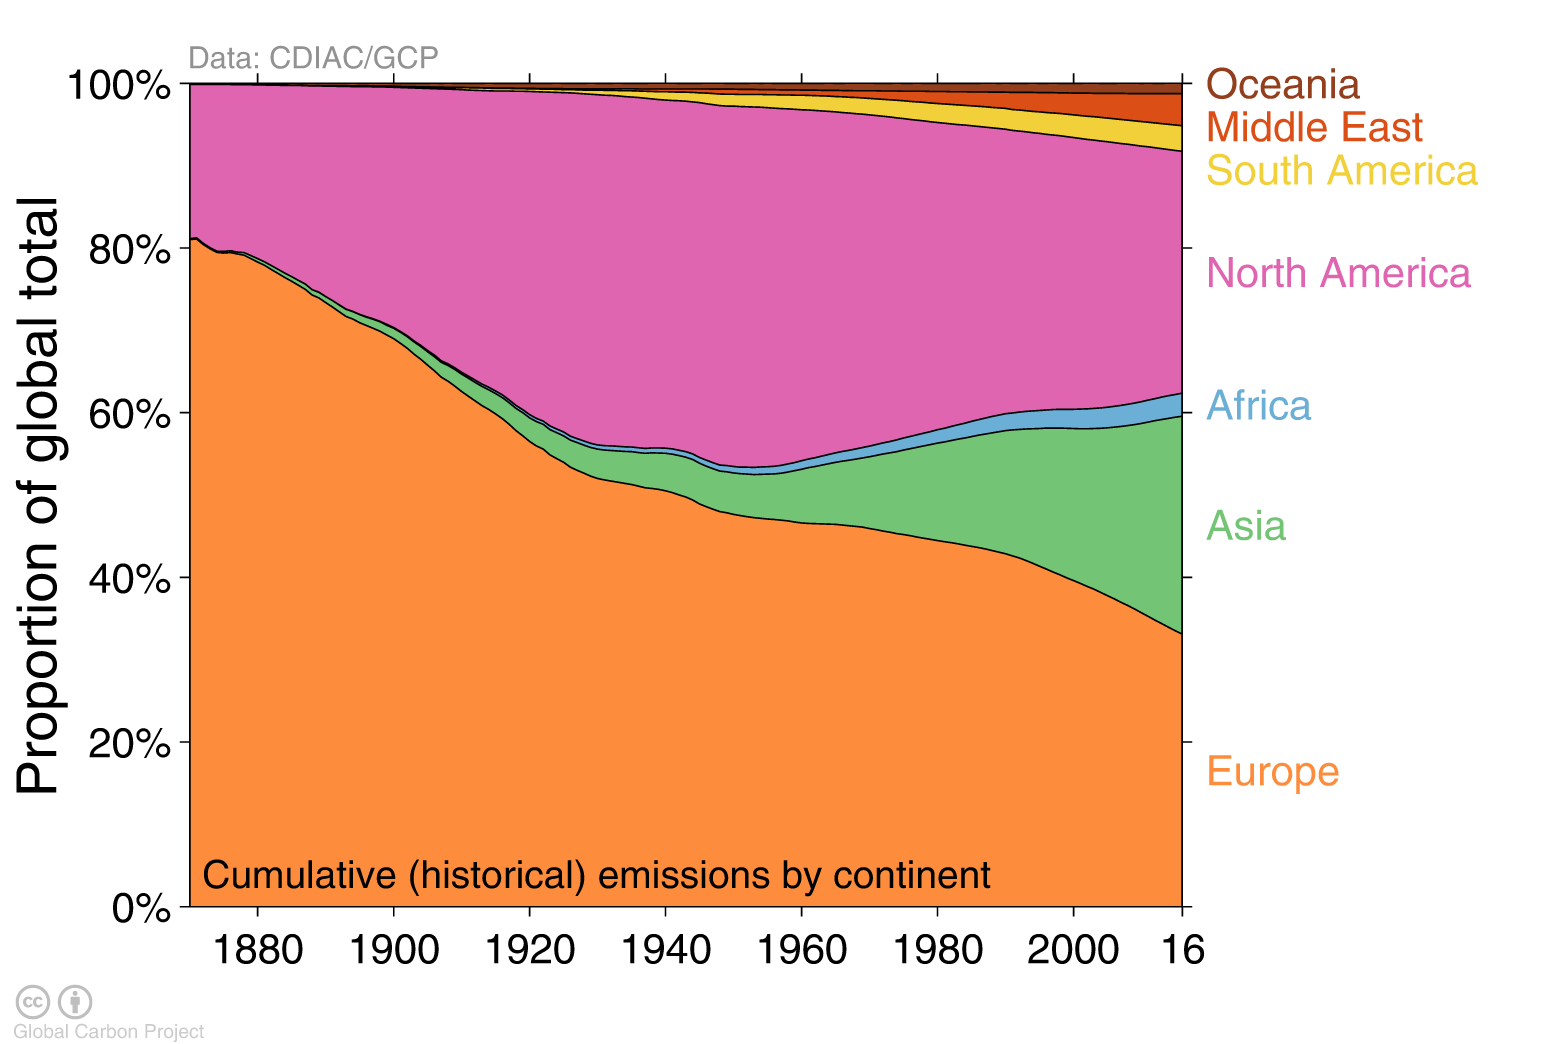 Data: CDIAC/GCP
Proportion of global total
100%
80%
60%
40%
20%
0%
Oceania
Middle East
South America
North America
Africa
Asia
Europe
Cumulative (historical) emissions by continent
1880 1900 1920 1940 1960 1980 2000 16
cc
Global Carbon Project